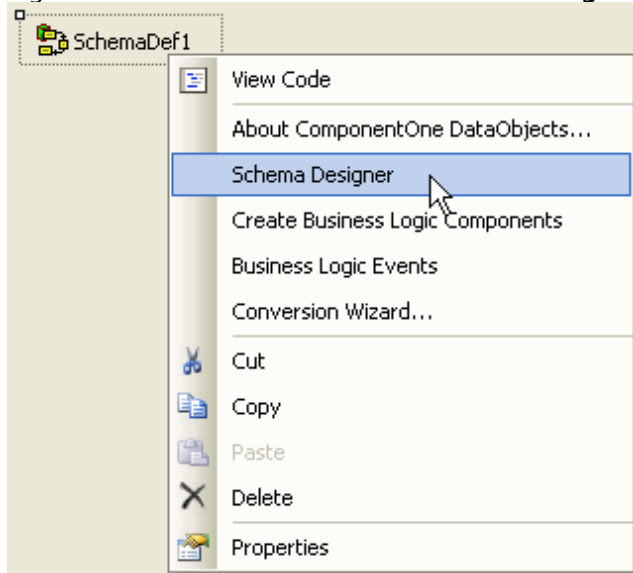 SchemaDef1
View Code
About ComponentOne DataObjects...
Schema Designer
Create Business Logic Components
Business Logic Events
Conversion Wizard...
Cut
Copy
Paste
Delete
Properties